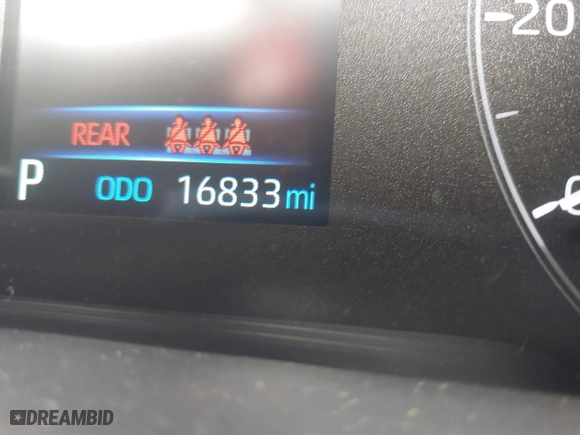 20
REAR
P ODO 16833 mi
DREAMBID